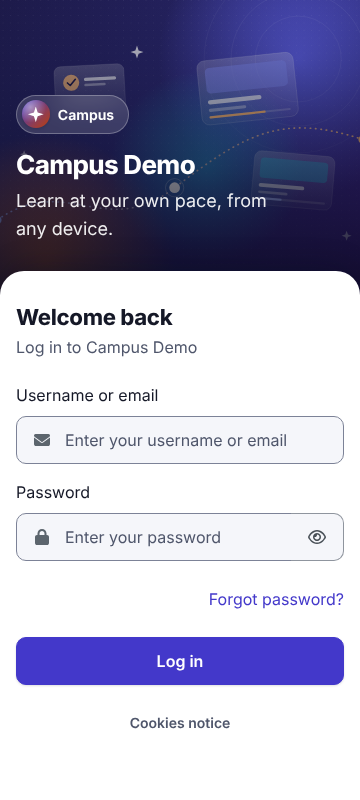 Campus
Campus Demo
Learn at your own pace, from
any device.
Welcome back
Log in to Campus Demo
Username or email
Enter your username or email
Password
Enter your password
Forgot password?
Log in
Cookies notice